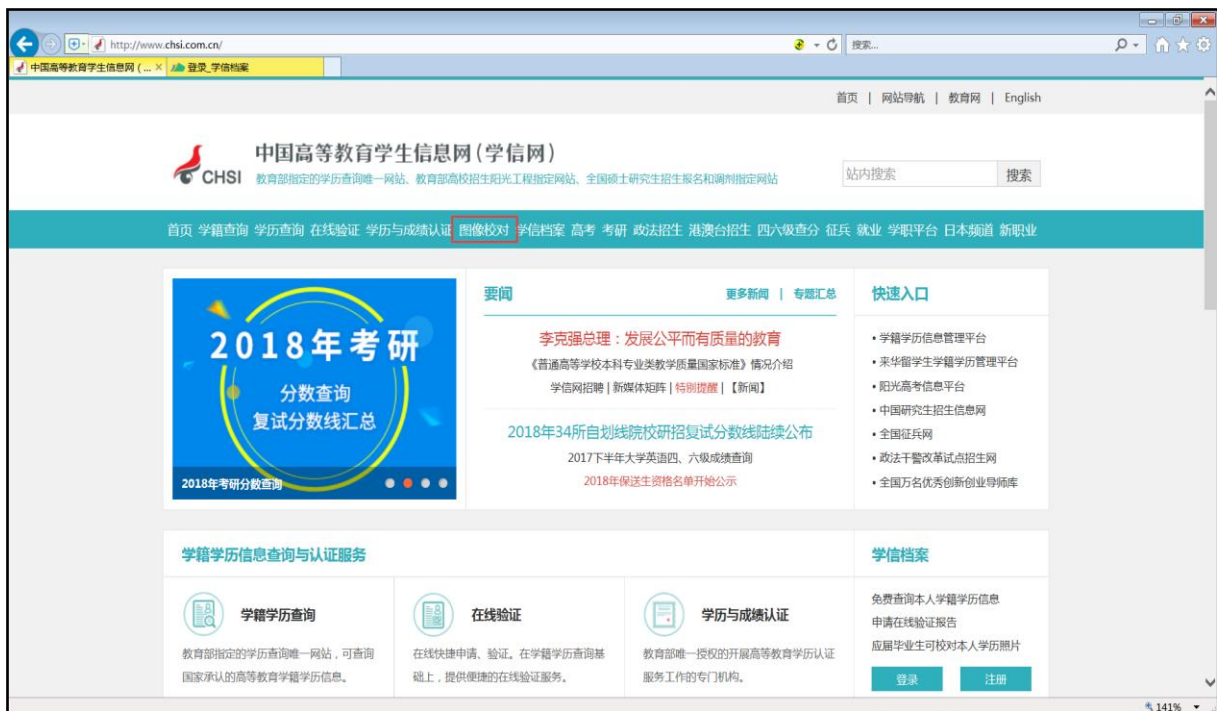 http://www.chsi.com.cn/
搜索...
中国高等教育学生信息网 ( ...
登录_学信档案
首页 | 网站导航 | 教育网 | English
CHSI
中国高等教育学生信息网(学信网)
教育部指定的学历查询唯一网站、教育部高校招生阳光工程指定网站、全国硕士研究生招生报名和调剂指定网站
站内搜索 搜索
首页 学籍查询 学历查询 在线验证 学历与成绩认证 图像校对 学信档案 高考 考研 政法招生 港澳台招生 四六级查分 征兵 就业 学职平台 日本频道 新职业
2018年考研
分数查询
复试分数线汇总
2018年考研分数查询
要闻 更多新闻 | 专题汇总
李克强总理:发展公平而有质量的教育
《普通高等学校本科专业类教学质量国家标准》情况介绍
学信网招聘 | 新媒体矩阵 | 特别提醒 | 【新闻】
2018年34所自划线院校研招复试分数线陆续公布
2017下半年大学英语四、六级成绩查询
2018年保送生资格名单开始公示
快速入口
• 学籍学历信息管理平台
• 来华留学生学籍学历管理平台
• 阳光高考信息平台
• 中国研究生招生信息网
• 全国征兵网
• 政法干警改革试点招生网
• 全国万名优秀创新创业导师库
学籍学历信息查询与认证服务
学籍学历查询
教育部指定的学历查询唯一网站,可查询
国家承认的高等教育学籍学历信息。
在线验证
在线快捷申请、验证。在学籍学历查询基
础上,提供便捷的在线验证服务。
学历与成绩认证
教育部唯一授权的开展高等教育学历认证
服务工作的专门机构。
学信档案
免费查询本人学籍学历信息
申请在线验证报告
应届毕业生可校对本人学历照片
登录 注册
141%